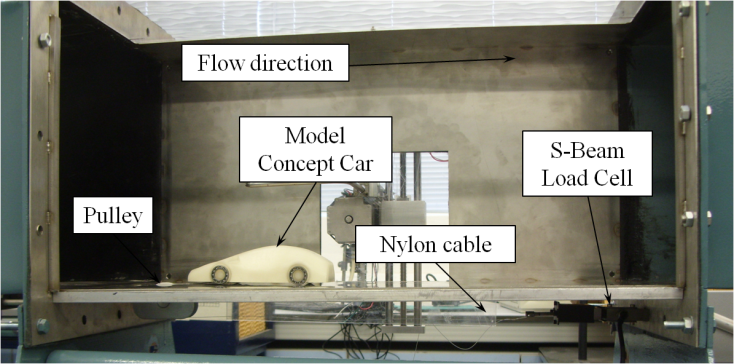 Flow direction
Model
Concept Car
S-Beam
Load Cell
Pulley
Nylon cable